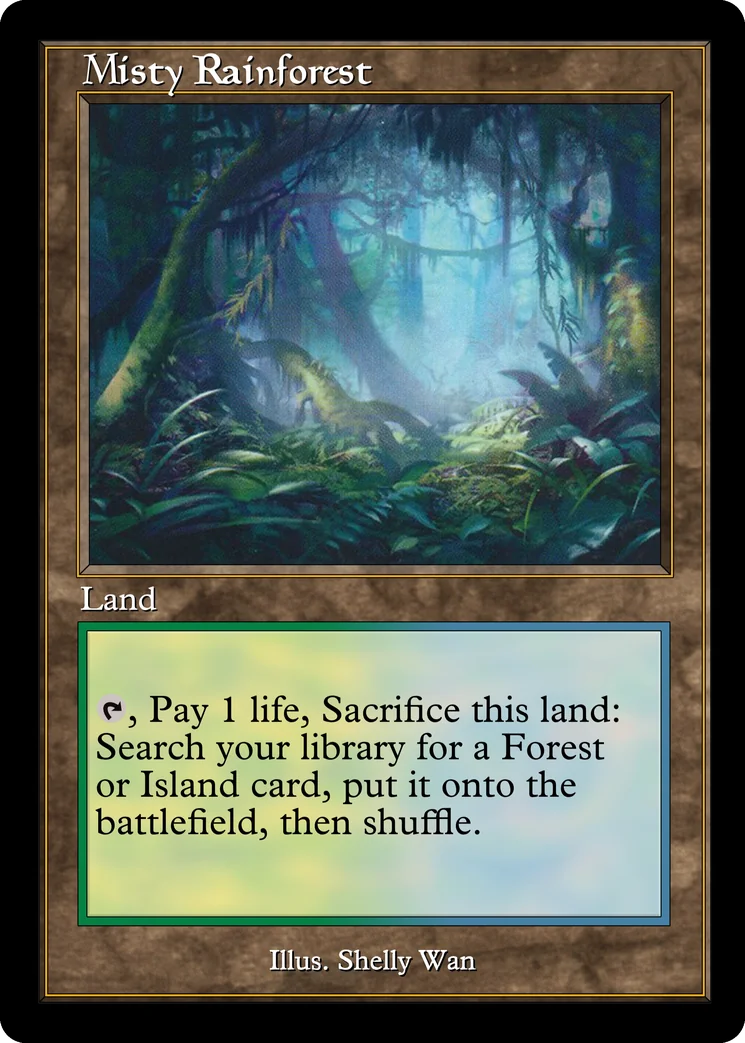 Misty Rainforest
Land
, Pay 1 life, Sacrifice this land:
Search your library for a Forest
or Island card, put it onto the
battlefield, then shuffle.
Illus. Shelly Wan